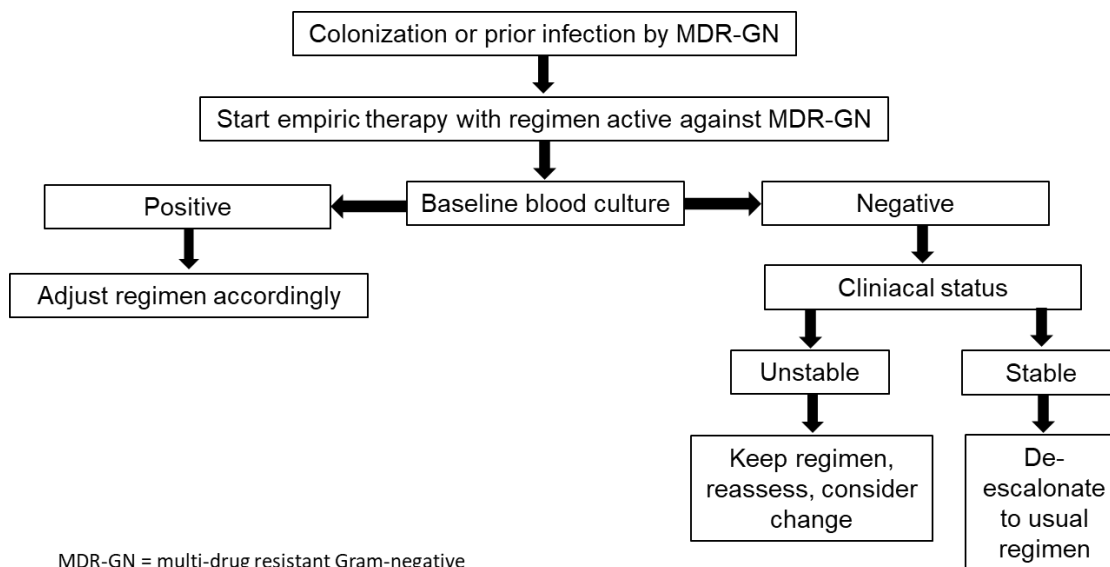 Colonization or prior infection by MDR-GN
Start empiric therapy with regimen active against MDR-GN
Positive
Baseline blood culture
Negative
Adjust regimen accordingly
Cliniacal status
Unstable
Stable
Keep regimen,
reassess, consider
change
De-
escalonate
to usual
regimen
MDR-GN = multi-drug resistant Gram-negative